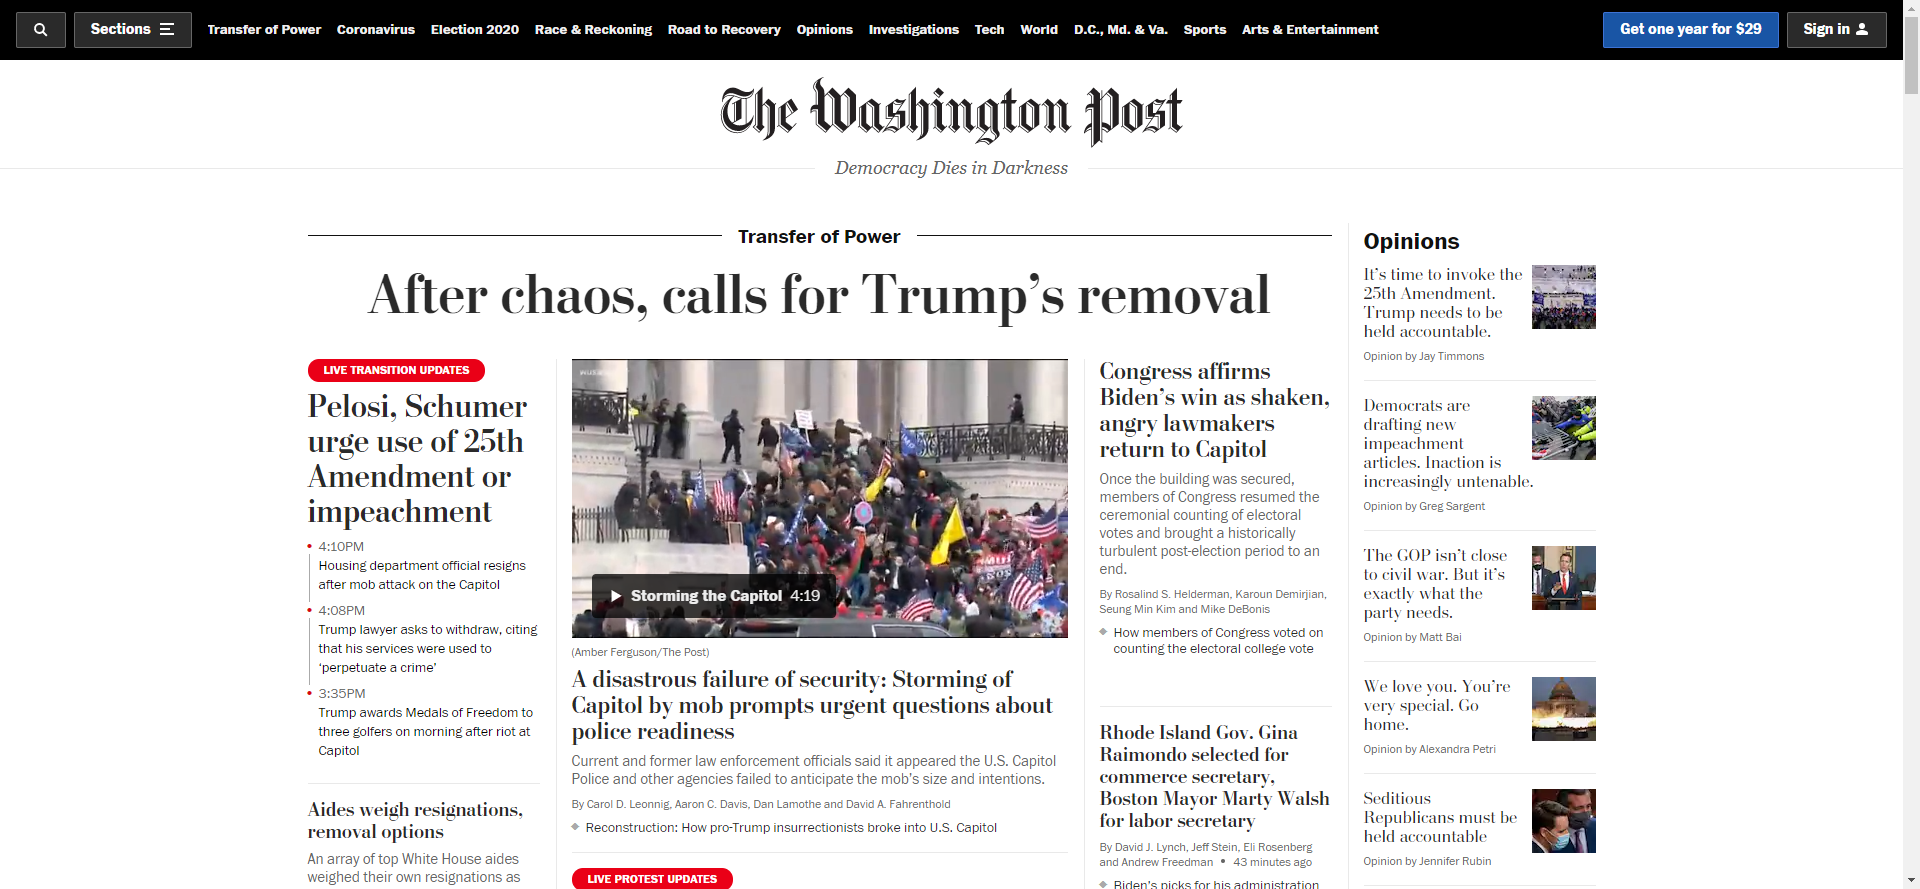 Sections
Transfer of Power
Coronavirus
Election 2020
Race & Reckoning
Road to Recovery
Opinions
Investigations
Tech
World
D.C., Md. & Va.
Sports
Arts & Entertainment
Get one year for $29
Sign in
The Washington Post
Democracy Dies in Darkness
Transfer of Power
After chaos, calls for Trump’s removal
LIVE TRANSITION UPDATES
Pelosi, Schumer
urge use of 25th
Amendment or
impeachment
4:10PM
Housing department official resigns
after mob attack on the Capitol
4:08PM
Trump lawyer asks to withdraw, citing
that his services were used to
‘perpetuate a crime’
3:35PM
Trump awards Medals of Freedom to
three golfers on morning after riot at
Capitol
Aides weigh resignations,
removal options
An array of top White House aides
weighed their own resignations as
Storming the Capitol 4:19
(Amber Ferguson/The Post)
A disastrous failure of security: Storming of
Capitol by mob prompts urgent questions about
police readiness
Current and former law enforcement officials said it appeared the U.S. Capitol
Police and other agencies failed to anticipate the mob’s size and intentions.
By Carol D. Leonnig, Aaron C. Davis, Dan Lamothe and David A. Fahrenthold
Reconstruction: How pro-Trump insurrectionists broke into U.S. Capitol
LIVE PROTEST UPDATES
Congress affirms
Biden’s win as shaken,
angry lawmakers
return to Capitol
Once the building was secured,
members of Congress resumed the
ceremonial counting of electoral
votes and brought a historically
turbulent post-election period to an
end.
By Rosalind S. Helderman, Karoun Demirjian,
Seung Min Kim and Mike DeBonis
How members of Congress voted on
counting the electoral college vote
Rhode Island Gov. Gina
Raimondo selected for
commerce secretary,
Boston Mayor Marty Walsh
for labor secretary
By David J. Lynch, Jeff Stein, Eli Rosenberg
and Andrew Freedman • 43 minutes ago
Biden’s picks for his administration
Opinions
It’s time to invoke the
25th Amendment.
Trump needs to be
held accountable.
Opinion by Jay Timmons
Democrats are
drafting new
impeachment
articles. Inaction is
increasingly untenable.
Opinion by Greg Sargent
The GOP isn’t close
to civil war. But it’s
exactly what the
party needs.
Opinion by Matt Bai
We love you. You’re
very special. Go
home.
Opinion by Alexandra Petri
Seditious
Republicans must be
held accountable
Opinion by Jennifer Rubin